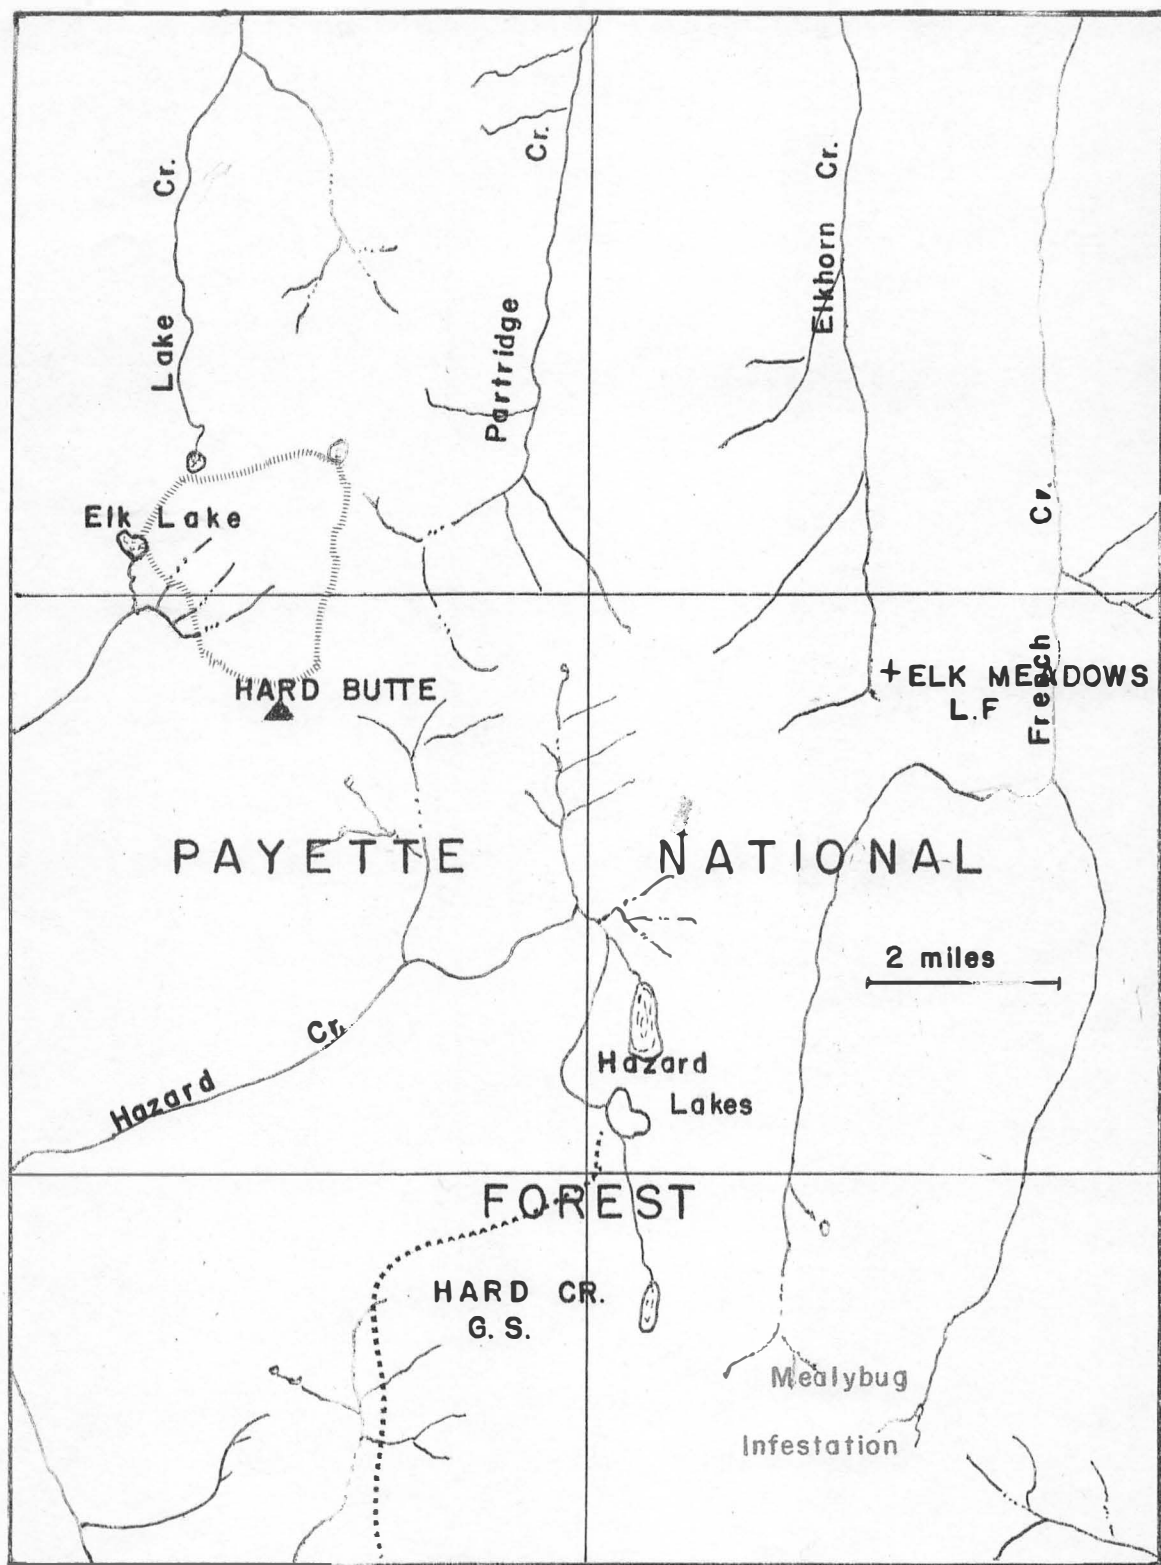 Lake Cr.
Partridge Cr.
Elkhorn Cr.
French Cr.
Elk Lake
HARD BUTTE
+ELK MEADOWS
L.F
PAYETTE NATIONAL
2 miles
Hazard Cr.
Hazard
Lakes
FOREST
HARD CR.
G. S.
Mealybug
Infestation